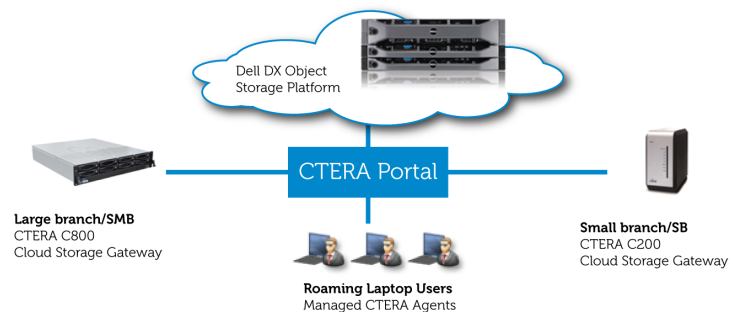 Dell DX Object
Storage Platform
CTERA Portal
Large branch/SMB
CTERA C800
Cloud Storage Gateway
Small branch/SB
CTERA C200
Cloud Storage Gateway
Roaming Laptop Users
Managed CTERA Agents